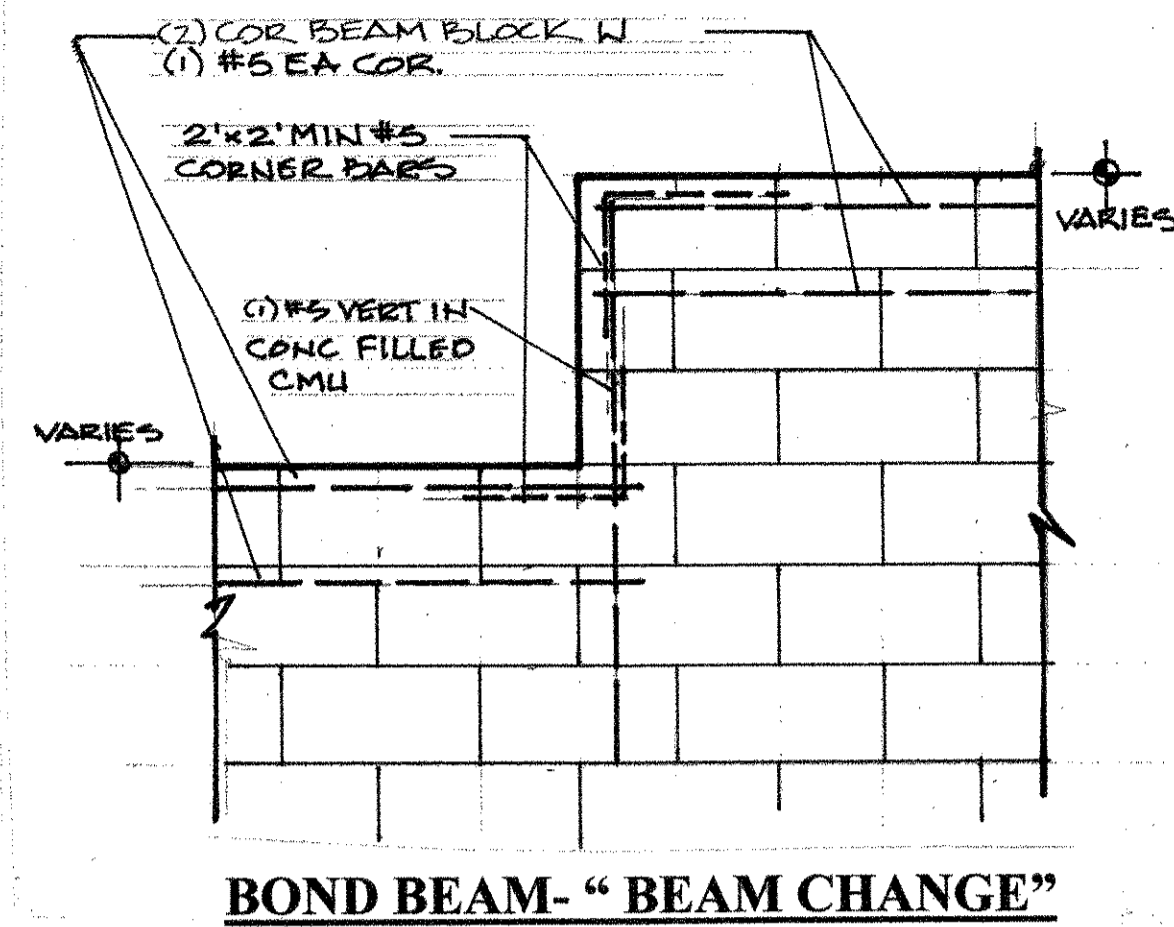 (2) COR BEAM BLOCK W
(1) #5 EA COR.
2'x2' MIN #5
CORNER BARS
VARIES
(1) #5 VERT IN
CONC FILLED
CMU
VARIES
BOND BEAM- “ BEAM CHANGE”